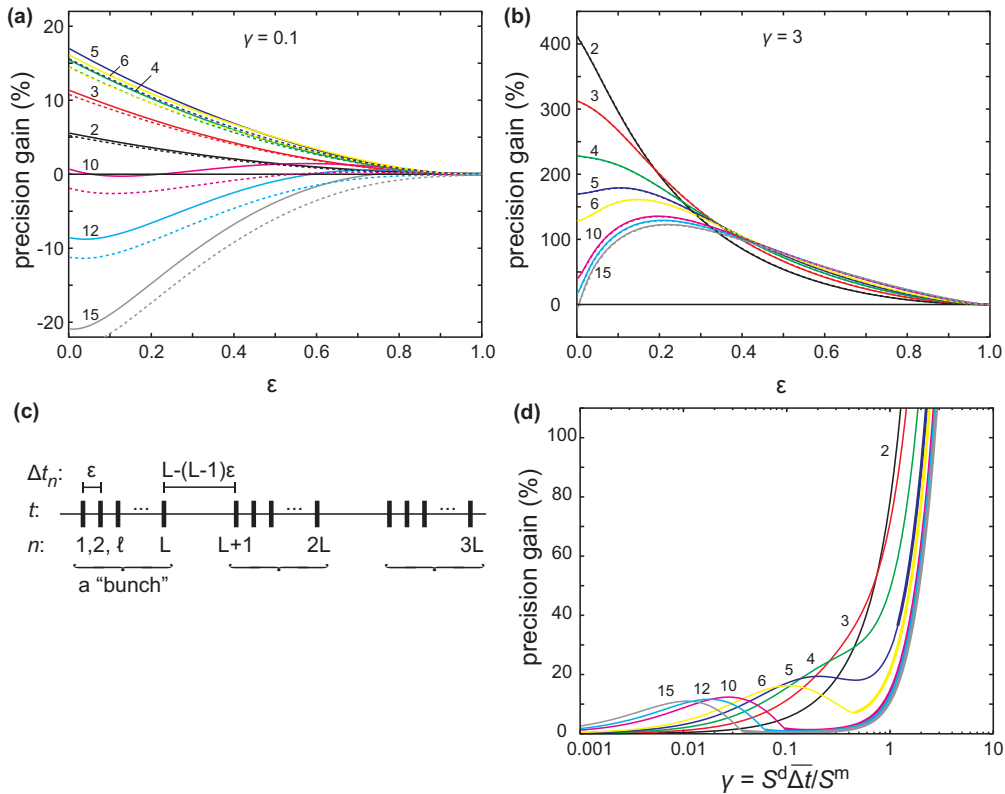 (a)
γ = 0.1
precision gain (%)
20
10
0
-10
-20
5
6
4
3
2
10
12
15
0.0 0.2 0.4 0.6 0.8 1.0
ε
(b)
γ = 3
precision gain (%)
400
300
200
100
0
2
3
4
5
6
10
15
0.0 0.2 0.4 0.6 0.8 1.0
ε
(c)
Δtn: ε L-(L-1)ε
t: ... ... ...
n: 1,2, ℓ L L+1 2L 3L
a “bunch”
(d)
precision gain (%)
100
80
60
40
20
0
2
3
4
5
6
10
12
15
0.001 0.01 0.1 1 10
γ = SdΔt/Sm